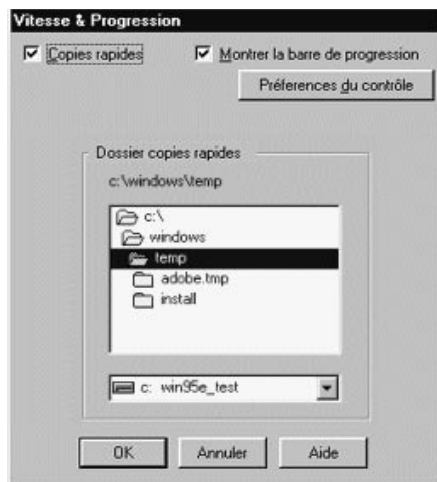 Vitesse & Progression
Copies rapides
Montrer la barre de progression
Préferences du contrôle
Dossier copies rapides
c:\windows\temp
c:\
windows
temp
adobe.tmp
install
c: win95e_test
OK
Annuler
Aide